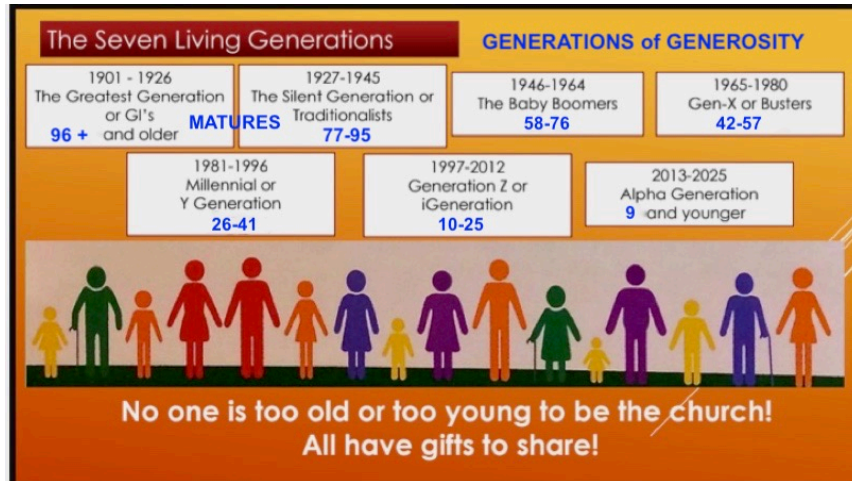 The Seven Living Generations
GENERATIONS of GENEROSITY
1901 - 1926
The Greatest Generation
or GI's
96 + and older
MATURES
1927-1945
The Silent Generation or
Traditionalists
77-95
1946-1964
The Baby Boomers
58-76
1965-1980
Gen-X or Busters
42-57
1981-1996
Millennial or
Y Generation
26-41
1997-2012
Generation Z or
iGeneration
10-25
2013-2025
Alpha Generation
9 and younger
No one is too old or too young to be the church!
All have gifts to share!